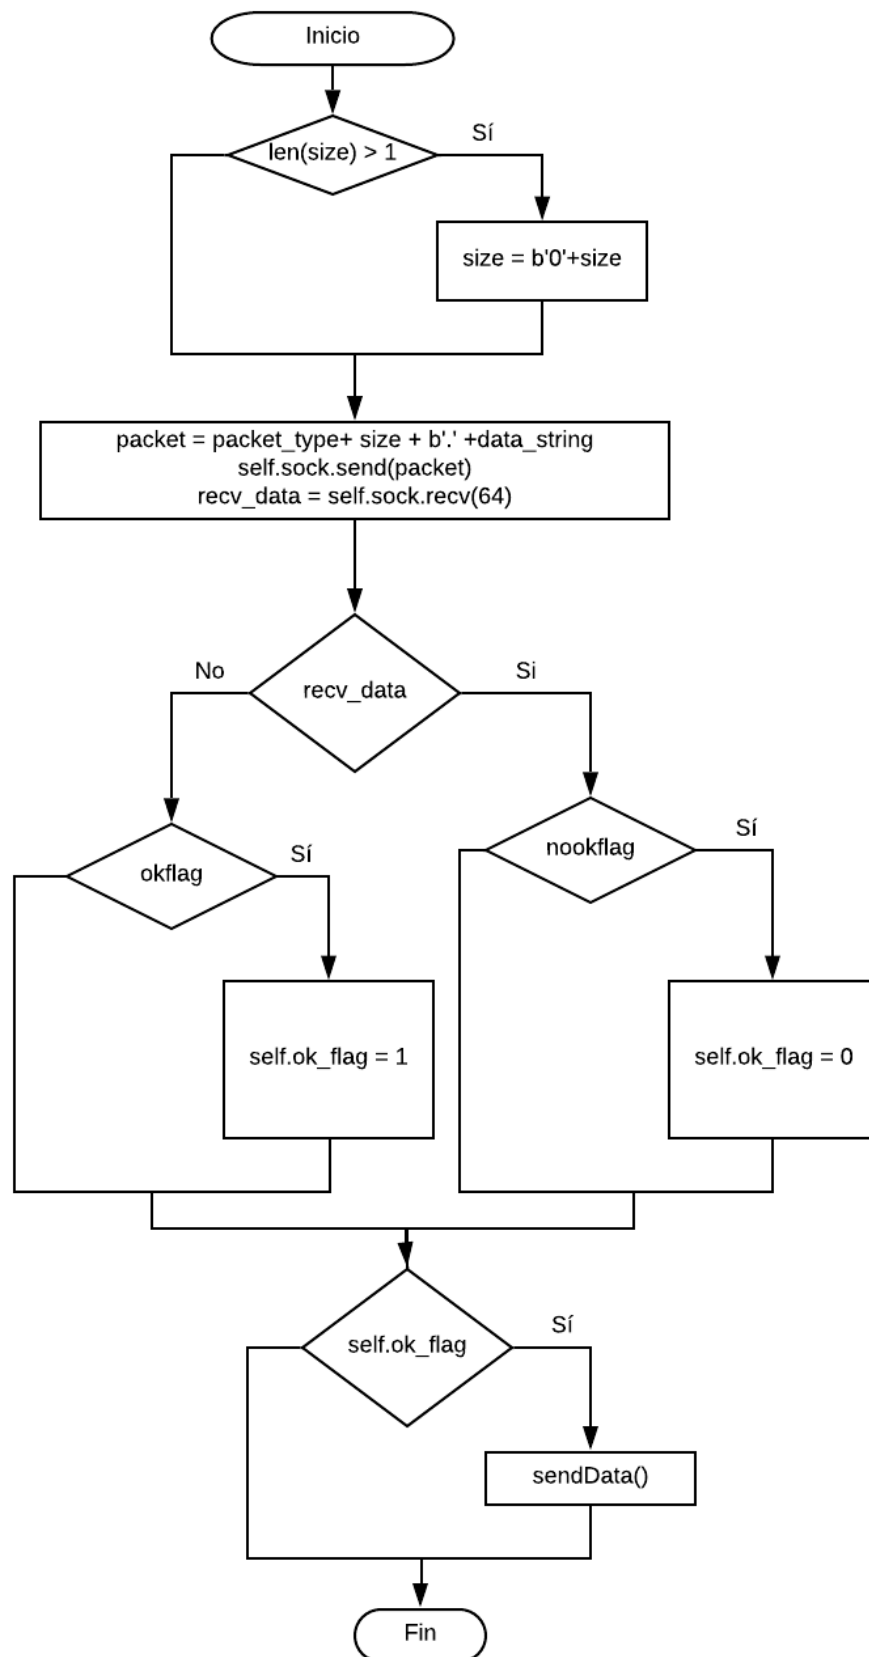 Inicio
len(size) > 1
Sí
size = b'0'+size
packet = packet_type+ size + b'.' +data_string
self.sock.send(packet)
recv_data = self.sock.recv(64)
No
recv_data
Si
okflag
Sí
nookflag
Sí
self.ok_flag = 1
self.ok_flag = 0
self.ok_flag
Sí
sendData()
Fin